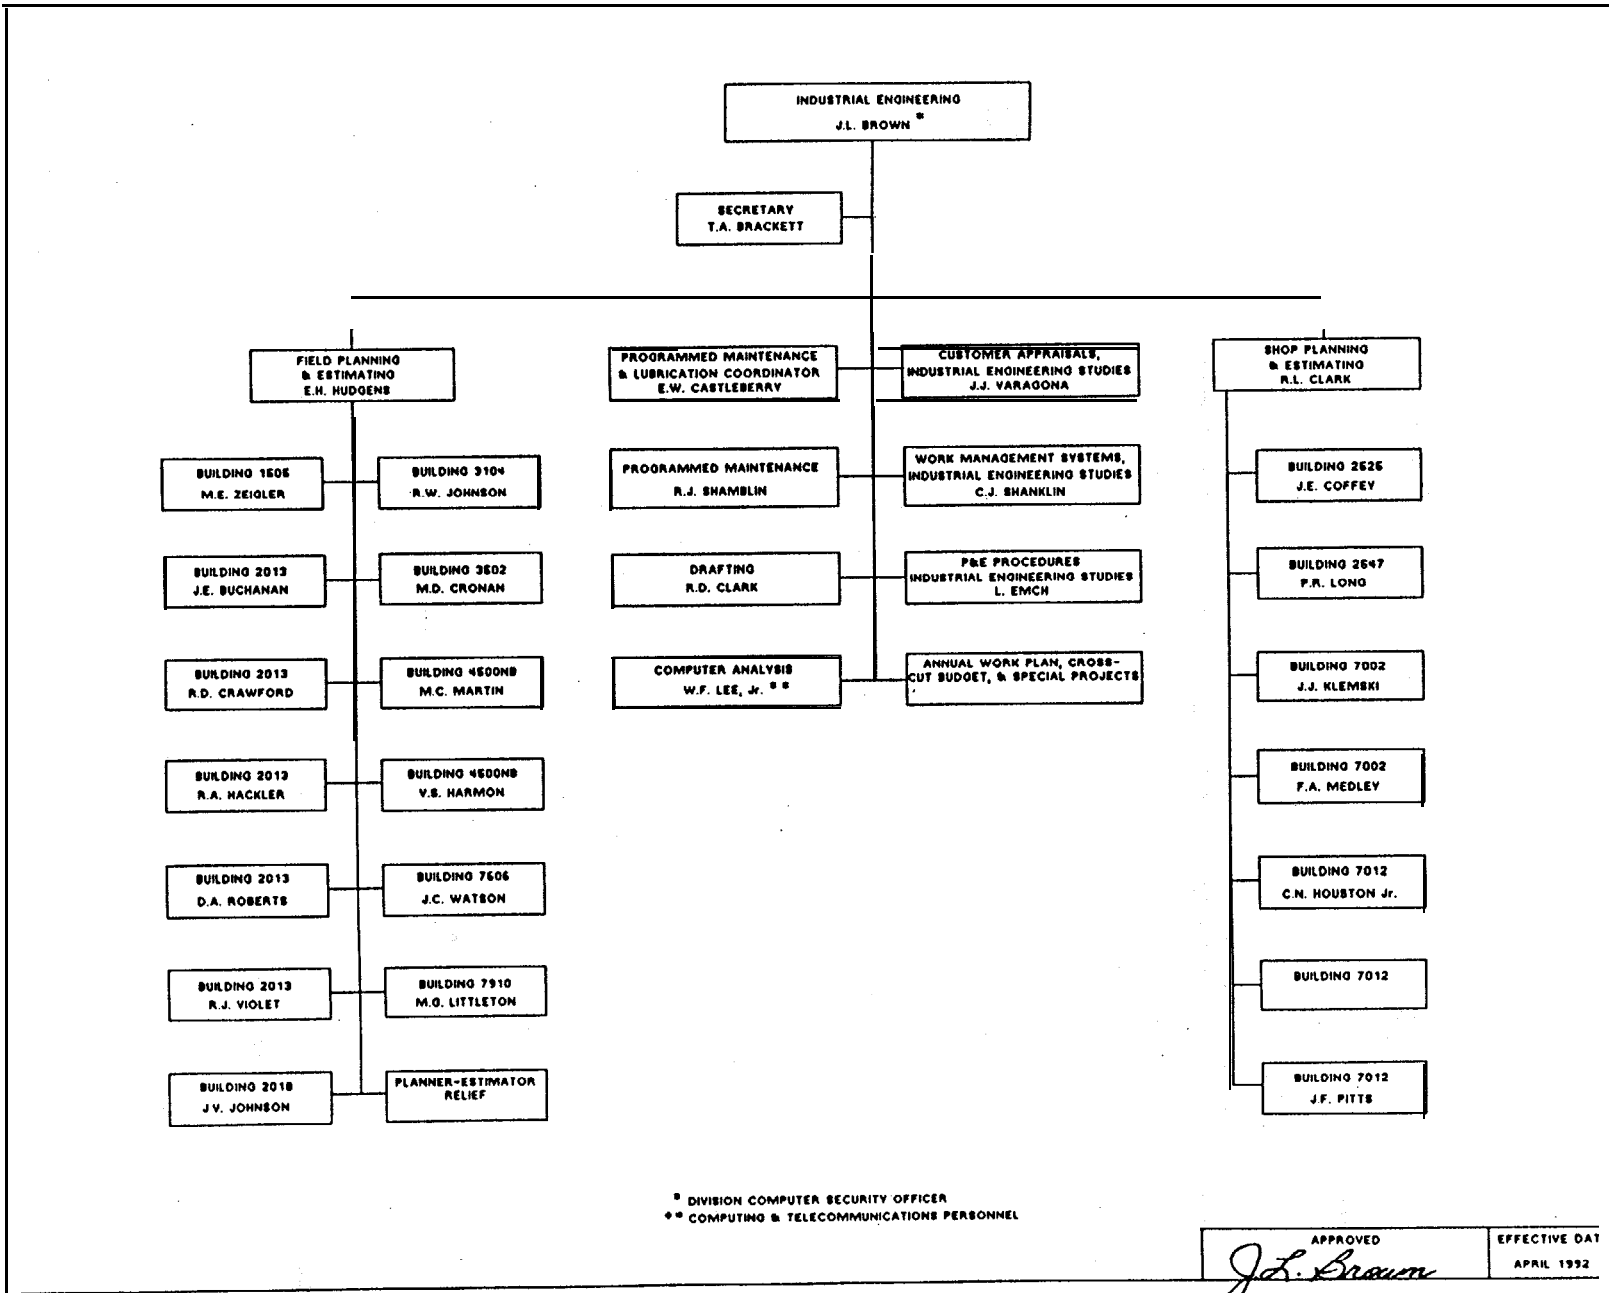 INDUSTRIAL ENGINEERING
J.L. BROWN *
SECRETARY
T.A. BRACKETT
FIELD PLANNING
& ESTIMATING
E.H. HUDGENS
PROGRAMMED MAINTENANCE
& LUBRICATION COORDINATOR
E.W. CASTLEBERRY
CUSTOMER APPRAISALS,
INDUSTRIAL ENGINEERING STUDIES
J.J. VARAGONA
SHOP PLANNING
& ESTIMATING
R.L. CLARK
BUILDING 1505
M.E. ZEIGLER
BUILDING 3104
R.W. JOHNSON
BUILDING 2013
J.E. BUCHANAN
BUILDING 3502
M.D. CRONAN
BUILDING 2013
R.D. CRAWFORD
BUILDING 4500NB
M.C. MARTIN
BUILDING 2013
R.A. HACKLER
BUILDING 4500NB
V.S. HARMON
BUILDING 2013
D.A. ROBERTS
BUILDING 7606
J.C. WATSON
BUILDING 2013
R.J. VIOLET
BUILDING 7910
M.G. LITTLETON
BUILDING 2018
J.V. JOHNSON
PLANNER-ESTIMATOR
RELIEF
PROGRAMMED MAINTENANCE
R.J. SHAMBLIN
WORK MANAGEMENT SYSTEMS,
INDUSTRIAL ENGINEERING STUDIES
C.J. SHANKLIN
DRAFTING
R.D. CLARK
P&E PROCEDURES
INDUSTRIAL ENGINEERING STUDIES
L. EMCH
COMPUTER ANALYSIS
W.F. LEE, Jr. **
ANNUAL WORK PLAN, CROSS-
CUT BUDGET, & SPECIAL PROJECTS
BUILDING 2525
J.E. COFFEY
BUILDING 2547
P.R. LONG
BUILDING 7002
J.J. KLEMSKI
BUILDING 7002
F.A. MEDLEY
BUILDING 7012
C.N. HOUSTON Jr.
BUILDING 7012
BUILDING 7012
J.F. PITTS
* DIVISION COMPUTER SECURITY OFFICER
** COMPUTING & TELECOMMUNICATIONS PERSONNEL
APPROVED
J.L. Brown
EFFECTIVE DAT
APRIL 1992